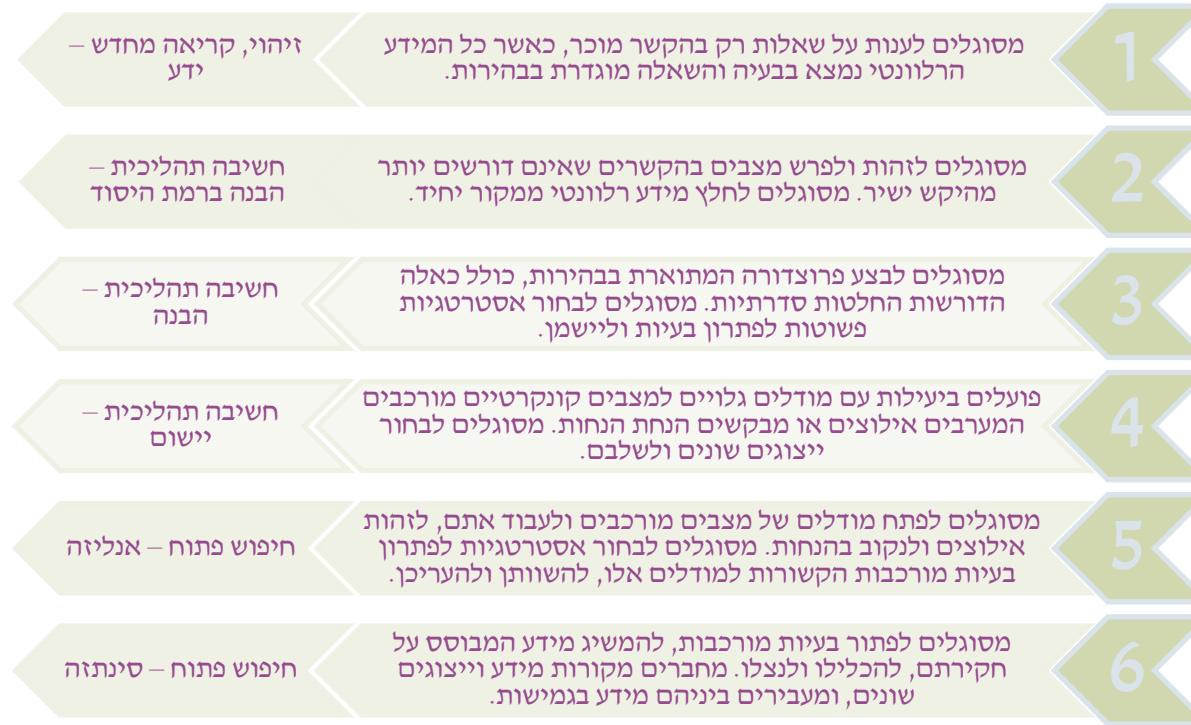 1
מסוגלים לענות על שאלות רק בהקשר מוכר, כאשר כל המידע
הרלוונטי נמצא בבעיה והשאלה מוגדרת בבהירות.
זיהוי, קריאה מחדש –
ידע
2
מסוגלים לזהות ולפרש מצבים בהקשרים שאינם דורשים יותר
מהיקש ישיר. מסוגלים לחלץ מידע רלוונטי ממקור יחיד.
חשיבה תהליכית –
הבנה ברמת היסוד
3
מסוגלים לבצע פרוצדורה המתוארת בבהירות, כולל כאלה
הדורשות החלטות סדרתיות. מסוגלים לבחור אסטרטגיות
פשוטות לפתרון בעיות וליישמן.
חשיבה תהליכית –
הבנה
4
פועלים ביעילות עם מודלים גלויים למצבים קונקרטיים מורכבים
המערבים אילוצים או מבקשים הנחת הנחות. מסוגלים לבחור
ייצוגים שונים ולשלבם.
חשיבה תהליכית –
יישום
5
מסוגלים לפתח מודלים של מצבים מורכבים ולעבוד אתם, לזהות
אילוצים ולנקוב בהנחות. מסוגלים לבחור אסטרטגיות לפתרון
בעיות מורכבות הקשורות למודלים אלו, להשוותן ולהעריכן.
חיפוש פתוח – אנליזה
6
מסוגלים לפתור בעיות מורכבות, להמשיג מידע המבוסס על
חקירתם, להכלילו ולנצלו. מחברים מקורות מידע וייצוגים
שונים, ומעבירים ביניהם מידע בגמישות.
חיפוש פתוח – סינתזה